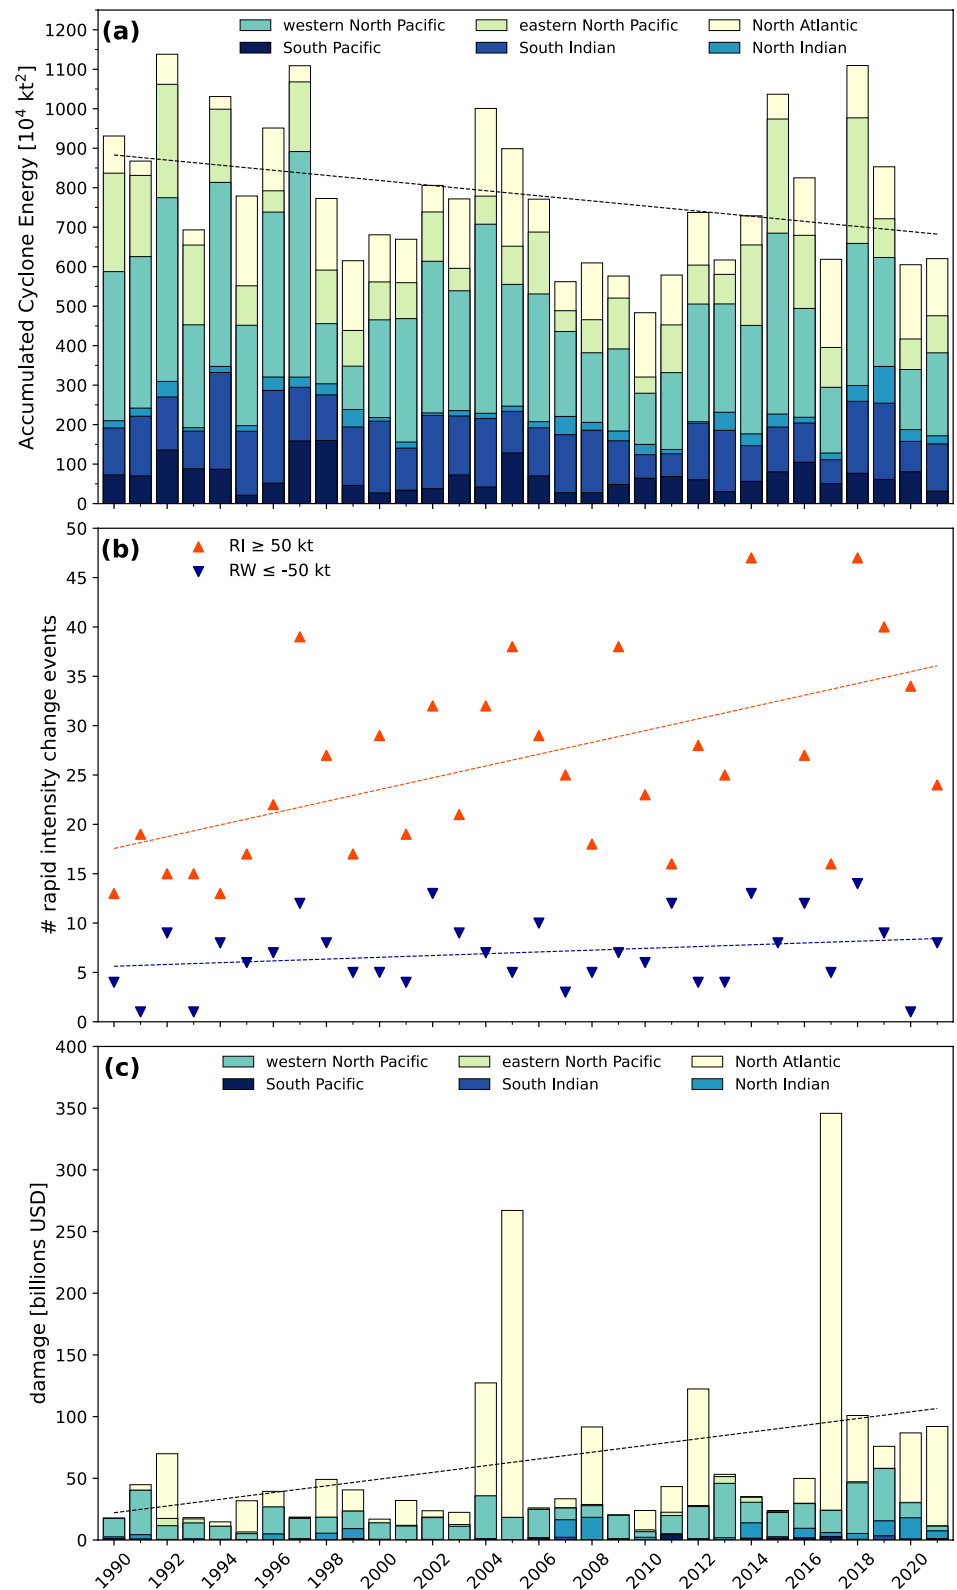 (a)
western North Pacific
eastern North Pacific
North Atlantic
South Pacific
South Indian
North Indian
Accumulated Cyclone Energy [10⁴ kt²]
1200
1100
1000
900
800
700
600
500
400
300
200
100
0
(b)
RI ≥ 50 kt
RW ≤ -50 kt
# rapid intensity change events
50
45
40
35
30
25
20
15
10
5
0
(c)
western North Pacific
eastern North Pacific
North Atlantic
South Pacific
South Indian
North Indian
damage [billions USD]
400
350
300
250
200
150
100
50
0
1990
1992
1994
1996
1998
2000
2002
2004
2006
2008
2010
2012
2014
2016
2018
2020